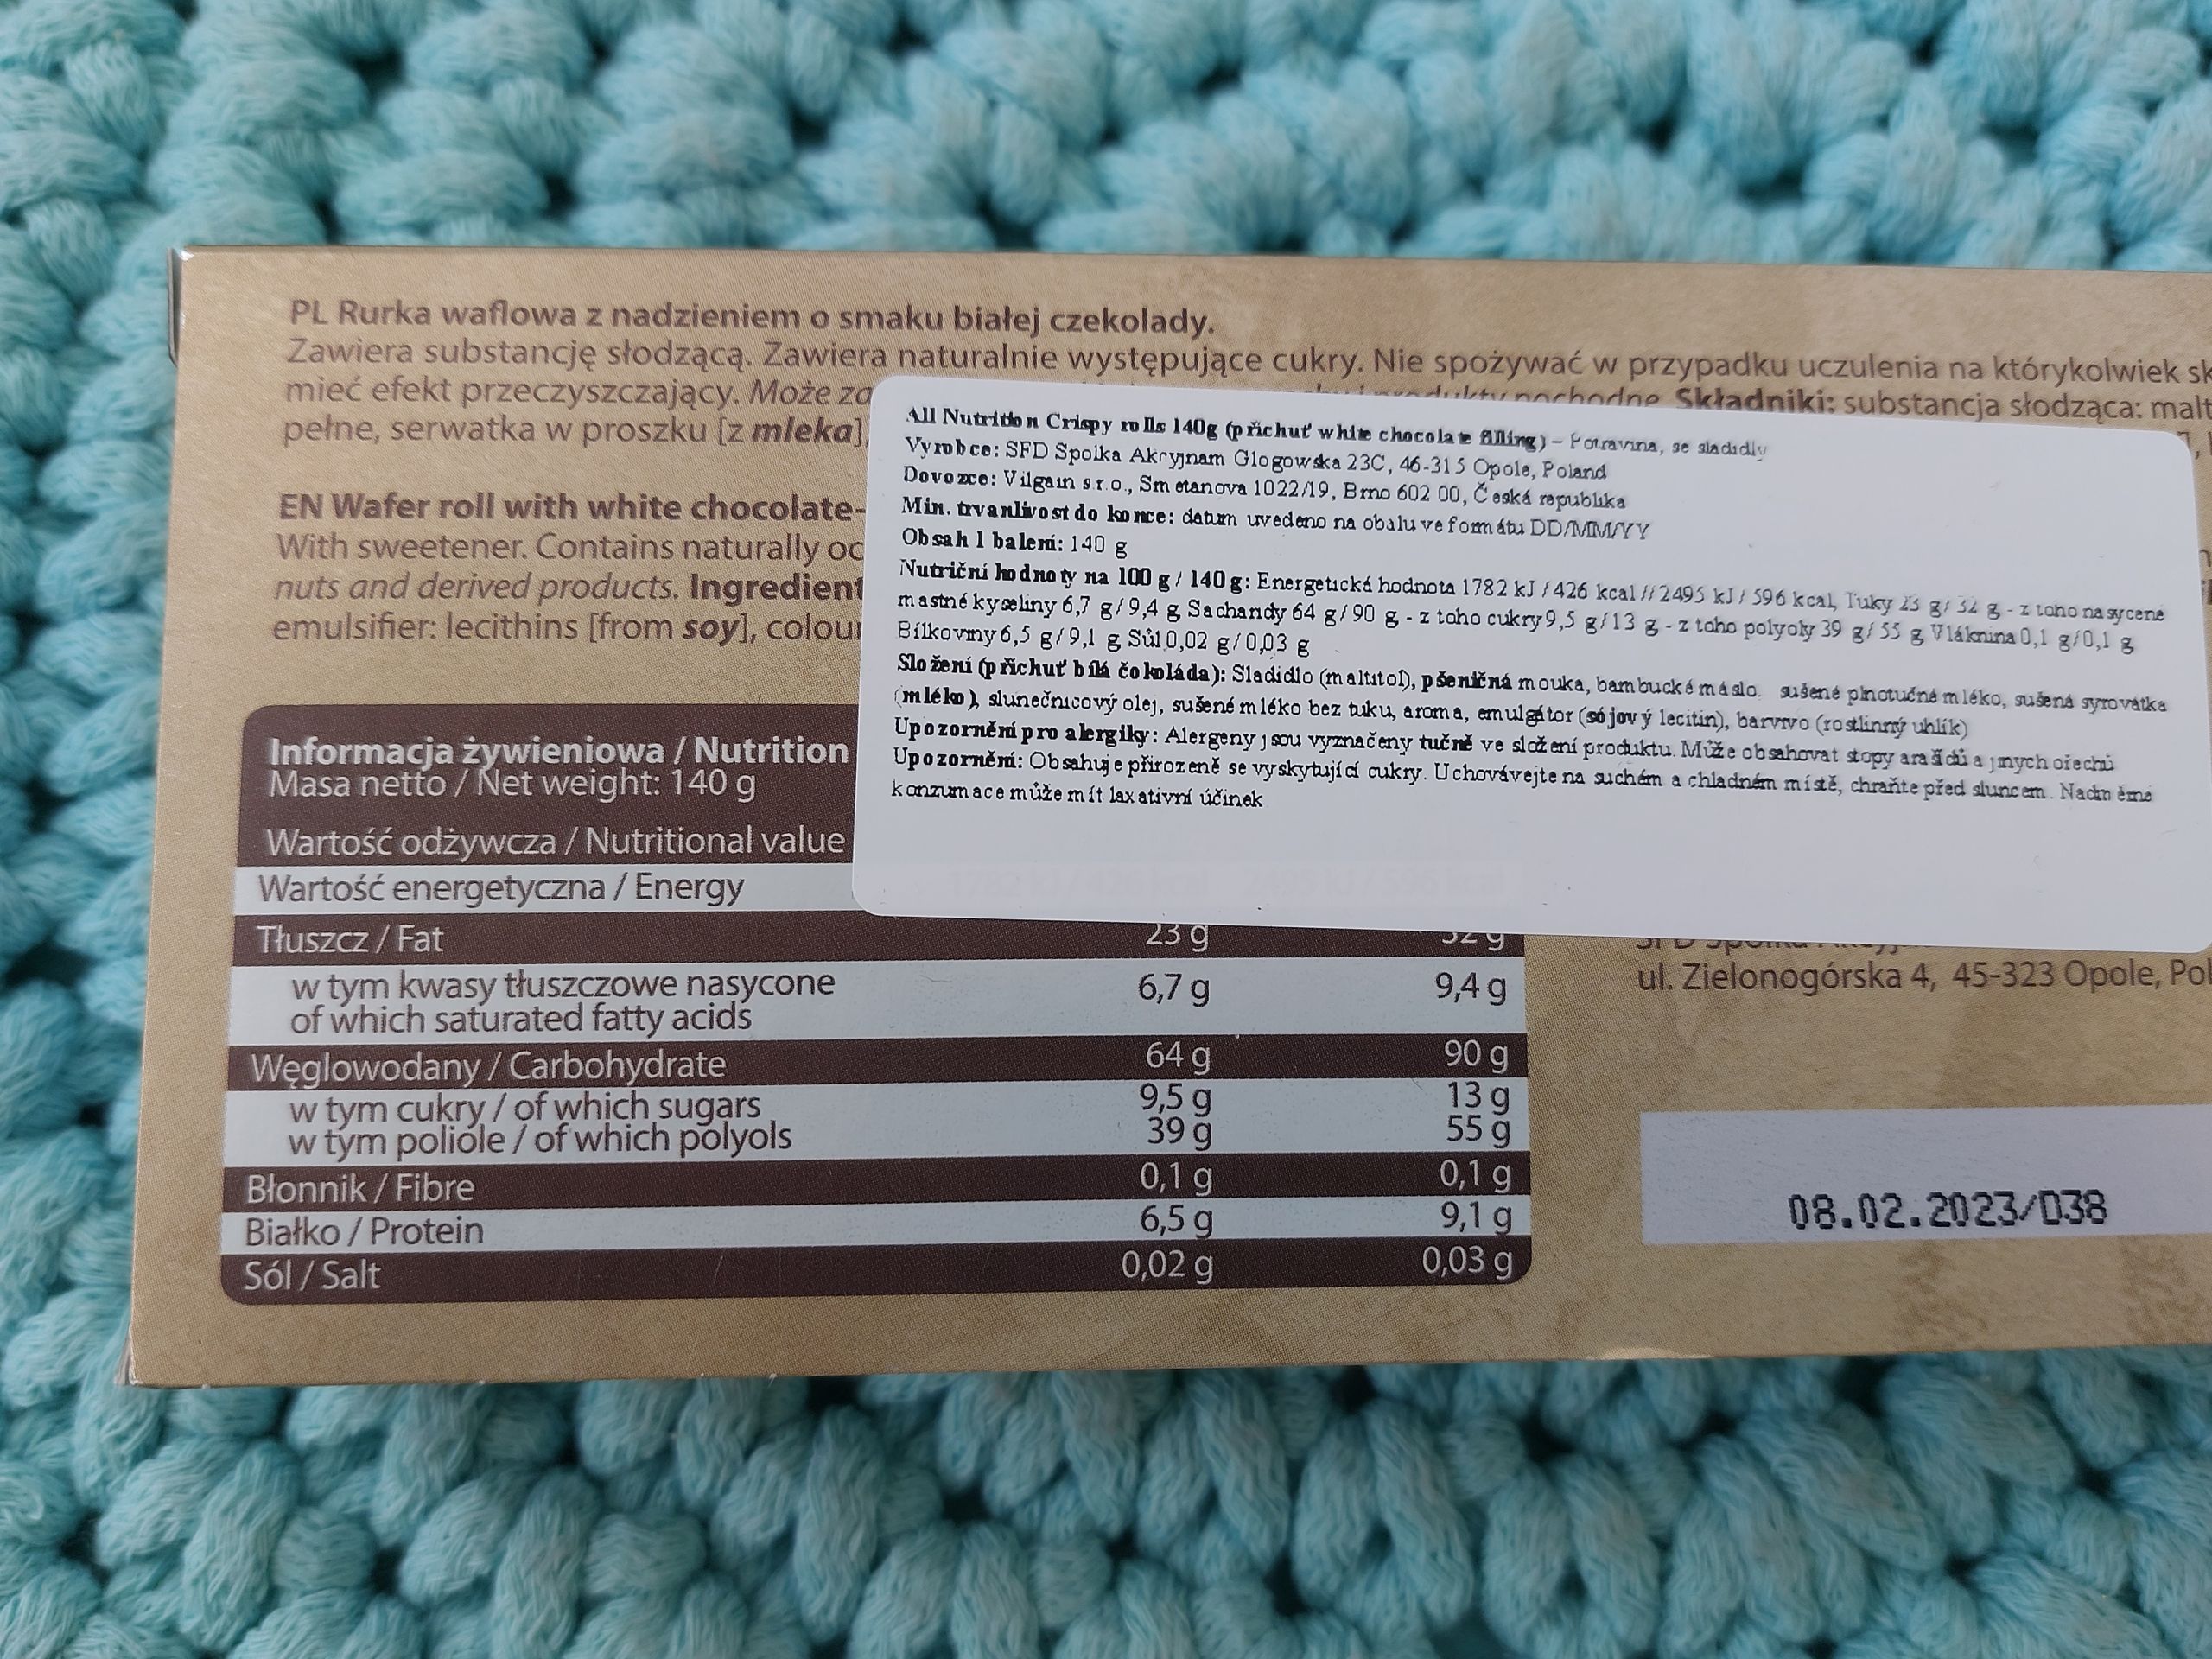 PL Rurka waflowa z nadzieniem o smaku białej czekolady.
Zawiera substancję słodzącą. Zawiera naturalnie występujące cukry. Nie spożywać w przypadku uczulenia na którykolwiek
mieć efekt przeczyszczający. Może produkty pochodne. Składniki: substancja słodząca:
pełne, serwatka w proszku [z mleka],
EN Wafer roll with white chocolate-
With sweetener. Contains naturally
nuts and derived products.
emulsifier: lecithins [from soy],
All Nutrition Crispy rolls 140g (příchuť white chocolate filling) – Potravina, se sladidly
Vyrobce: SFD Spolka Akcyjnam Glogowska 23C, 46-315 Opole, Poland
Dovozce: Vilgain s.r.o., Smetanova 1022/19, Brno 602 00, Česká republika
Min. trvanlivost do konce: datum uvedeno na obalu ve formátu DD/MM/YY
Obsah 1 balení: 140 g
Nutriční hodnoty na 100 g / 140 g: Energetická hodnota 1782 kJ / 426 kcal // 2495 kJ / 596 kcal, Tuky 23 g/ 32 g - z toho nasycené
mastné kyseliny 6,7 g/ 9,4 g Sacharidy 64 g/ 90 g - z toho cukry 9,5 g/13 g - z toho polyoly 39 g/ 55 g Vláknina 0,1 g/0,1 g
Bílkoviny 6,5 g/ 9,1 g Sůl 0,02 g/ 0,03 g
Složení (příchuť bílá čokoláda): Sladidlo (maltitol), pšeničná mouka, bambucké máslo. sušené plnotučné mléko, sušená syrovátka
(mléko), slunečnicový olej, sušené mléko bez tuku, aroma, emulgátor (sójový lecitin), barvivo (rostlinný uhlík)
Upozornění pro alergiky: Alergeny jsou vyznačeny tučně ve složení produktu. Může obsahovat stopy arašídů a jiných ořechů
Upozornění: Obsahuje přirozeně se vyskytující cukry. Uchovávejte na suchém a chladném místě, chraňte před sluncem. Nadměrná
konzumace může mít laxativní účinek
Informacja żywieniowa / Nutrition
Masa netto / Net weight: 140 g
Wartość odżywcza / Nutritional value
Wartość energetyczna / Energy
Tłuszcz / Fat 23 g 32 g
w tym kwasy tłuszczowe nasycone
of which saturated fatty acids 6,7 g 9,4 g
Węglowodany / Carbohydrate 64 g 90 g
w tym cukry / of which sugars 9,5 g 13 g
w tym poliole / of which polyols 39 g 55 g
Błonnik / Fibre 0,1 g 0,1 g
Białko / Protein 6,5 g 9,1 g
Sól / Salt 0,02 g 0,03 g
ul. Zielonogórska 4, 45-323 Opole,
08.02.2023/D38